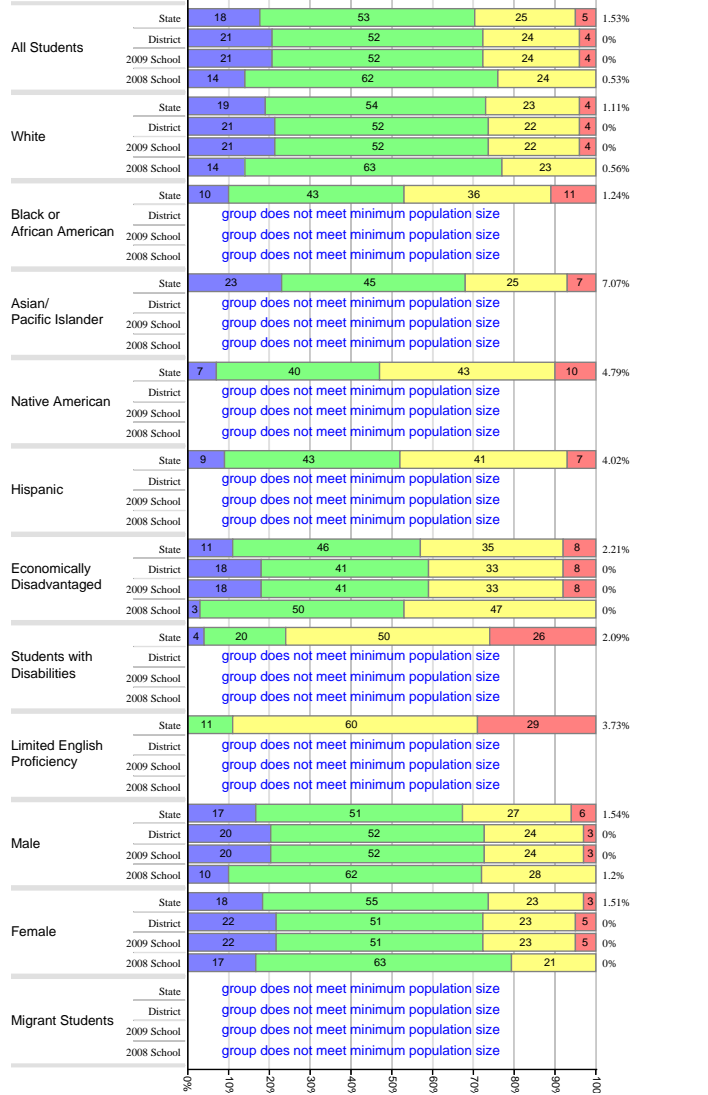 State 18 53 25 5 1.53%
District 21 52 24 4 0%
All Students
2009 School 21 52 24 4 0%
2008 School 14 62 24 0.53%
State 19 54 23 4 1.11%
District 21 52 22 4 0%
White
2009 School 21 52 22 4 0%
2008 School 14 63 23 0.56%
State 10 43 36 11 1.24%
Black or
African American
District group does not meet minimum population size
2009 School group does not meet minimum population size
2008 School group does not meet minimum population size
State 23 45 25 7 7.07%
Asian/
Pacific Islander
District group does not meet minimum population size
2009 School group does not meet minimum population size
2008 School group does not meet minimum population size
State 7 40 43 10 4.79%
Native American
District group does not meet minimum population size
2009 School group does not meet minimum population size
2008 School group does not meet minimum population size
State 9 43 41 7 4.02%
Hispanic
District group does not meet minimum population size
2009 School group does not meet minimum population size
2008 School group does not meet minimum population size
State 11 46 35 8 2.21%
Economically
Disadvantaged
District 18 41 33 8 0%
2009 School 18 41 33 8 0%
2008 School 3 50 47 0%
State 4 20 50 26 2.09%
Students with
Disabilities
District group does not meet minimum population size
2009 School group does not meet minimum population size
2008 School group does not meet minimum population size
State 11 60 29 3.73%
Limited English
Proficiency
District group does not meet minimum population size
2009 School group does not meet minimum population size
2008 School group does not meet minimum population size
State 17 51 27 6 1.54%
District 20 52 24 3 0%
Male
2009 School 20 52 24 3 0%
2008 School 10 62 28 1.2%
State 18 55 23 3 1.51%
District 22 51 23 5 0%
Female
2009 School 22 51 23 5 0%
2008 School 17 63 21 0%
State group does not meet minimum population size
District group does not meet minimum population size
Migrant Students
2009 School group does not meet minimum population size
2008 School group does not meet minimum population size
0% 10% 20% 30% 40% 50% 60% 70% 80% 90% 100